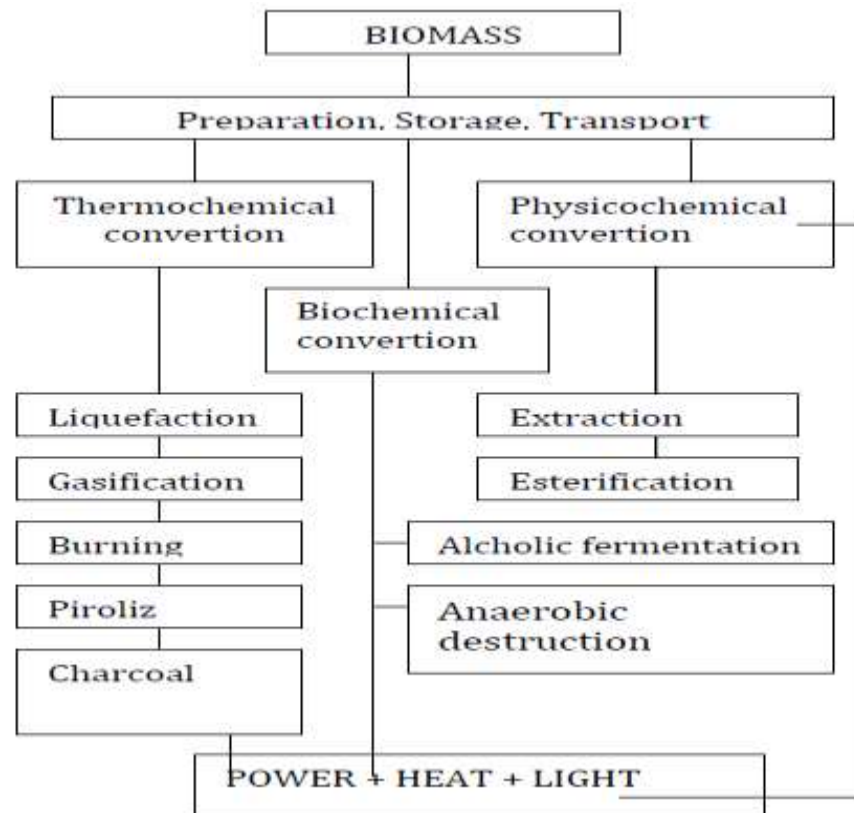 BIOMASS
Preparation, Storage, Transport
Thermochemical
convertion
Physicochemical
convertion
Biochemical
convertion
Liquefaction
Extraction
Gasification
Esterification
Burning
Alcholic fermentation
Piroliz
Anaerobic
destruction
Charcoal
POWER + HEAT + LIGHT